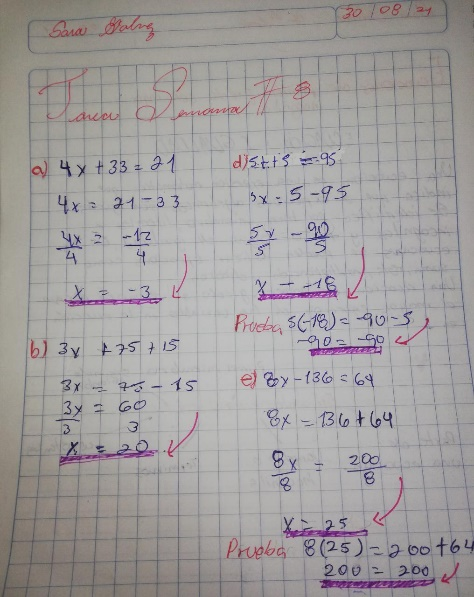 Sara Galvez
30/08/21
Tarea Semana # 8
a) 4x + 33 = 21
4x = 21 - 33
4x/4 = -12/4
x = -3
b) 3x + 75 + 15
3x = 75 - 15
3x/3 = 60/3
x = 20
d) 5x + 5 = -95
5x = 5 - 95
5x/5 - 90/5
x - -18
Prueba 5(-18) = -90 - 5
-90 = -90
e) 8x - 136 = 64
8x = 136 + 64
8x/8 = 200/8
x = 25
Prueba 8(25) = 200 + 64
200 = 200